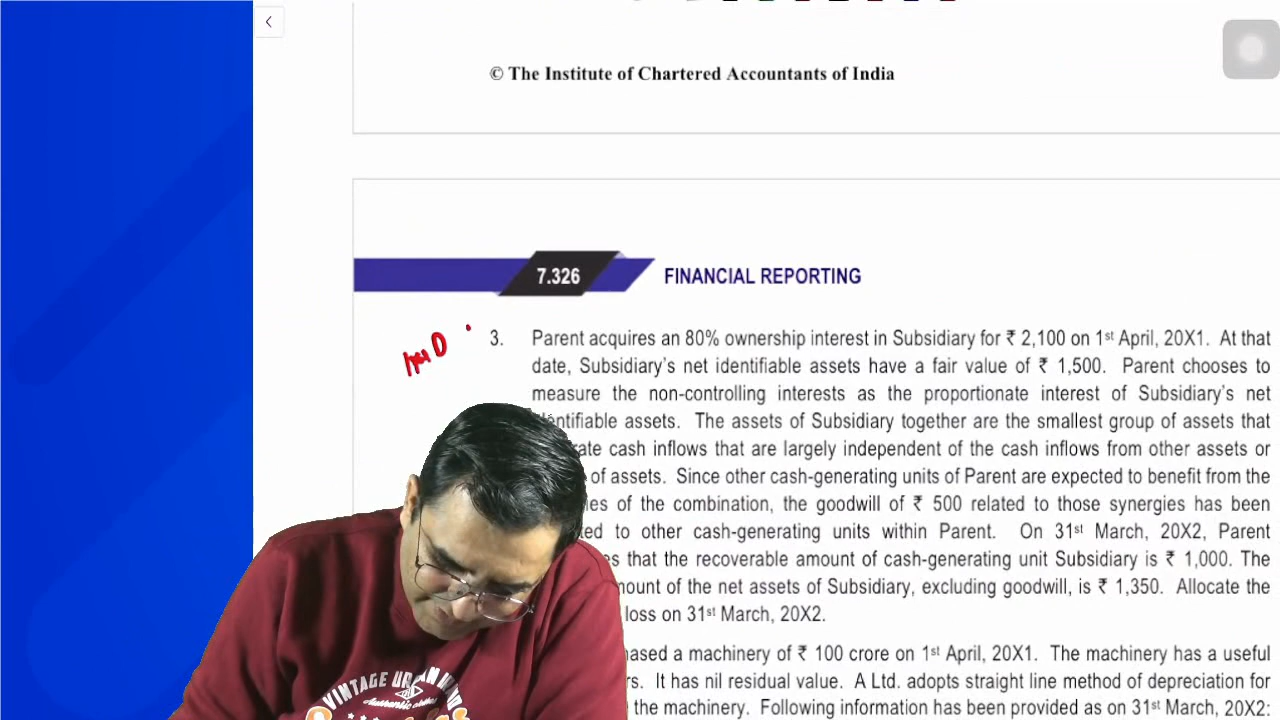 © The Institute of Chartered Accountants of India
7.326 FINANCIAL REPORTING
3. Parent acquires an 80% ownership interest in Subsidiary for ₹ 2,100 on 1st April, 20X1. At that
date, Subsidiary's net identifiable assets have a fair value of ₹ 1,500. Parent chooses to
measure the non-controlling interests as the proportionate interest of Subsidiary's net
identifiable assets. The assets of Subsidiary together are the smallest group of assets that
cash inflows that are largely independent of the cash inflows from other assets or
of assets. Since other cash-generating units of Parent are expected to benefit from the
of the combination, the goodwill of ₹ 500 related to those synergies has been
to other cash-generating units within Parent. On 31st March, 20X2, Parent
that the recoverable amount of cash-generating unit Subsidiary is ₹ 1,000. The
of the net assets of Subsidiary, excluding goodwill, is ₹ 1,350. Allocate the
loss on 31st March, 20X2.
a machinery of ₹ 100 crore on 1st April, 20X1. The machinery has a useful
It has nil residual value. A Ltd. adopts straight line method of depreciation for
the machinery. Following information has been provided as on 31st March, 20X2:
VINTAGE